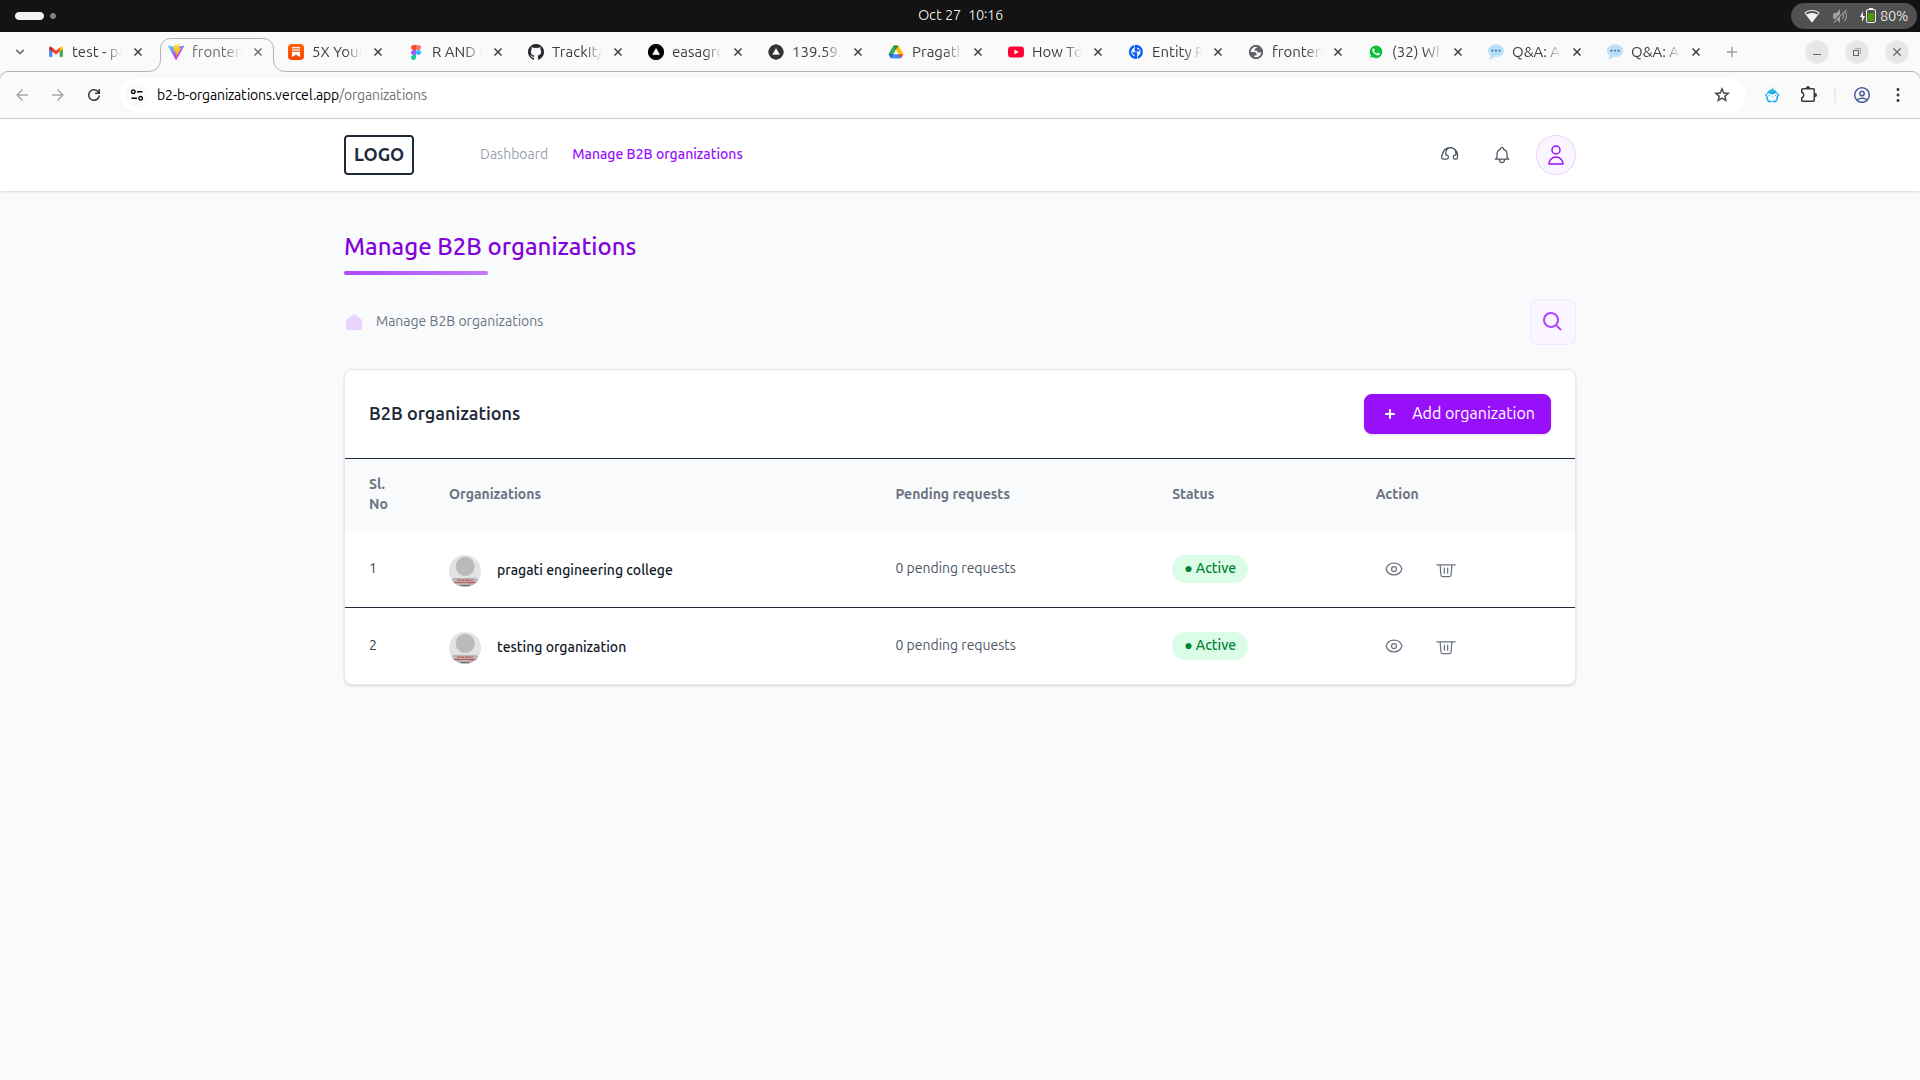 Oct 27 10:16
80%
test - p
fronter
5X You
R AND
TrackIt
easagro
139.59
Pragati
How To
Entity
fronter
(32) W
Q&A: A
Q&A: A
b2-b-organizations.vercel.app/organizations
LOGO
Dashboard
Manage B2B organizations
Manage B2B organizations
Manage B2B organizations
B2B organizations
+ Add organization
Sl. No
Organizations
Pending requests
Status
Action
1
pragati engineering college
0 pending requests
• Active
2
testing organization
0 pending requests
• Active